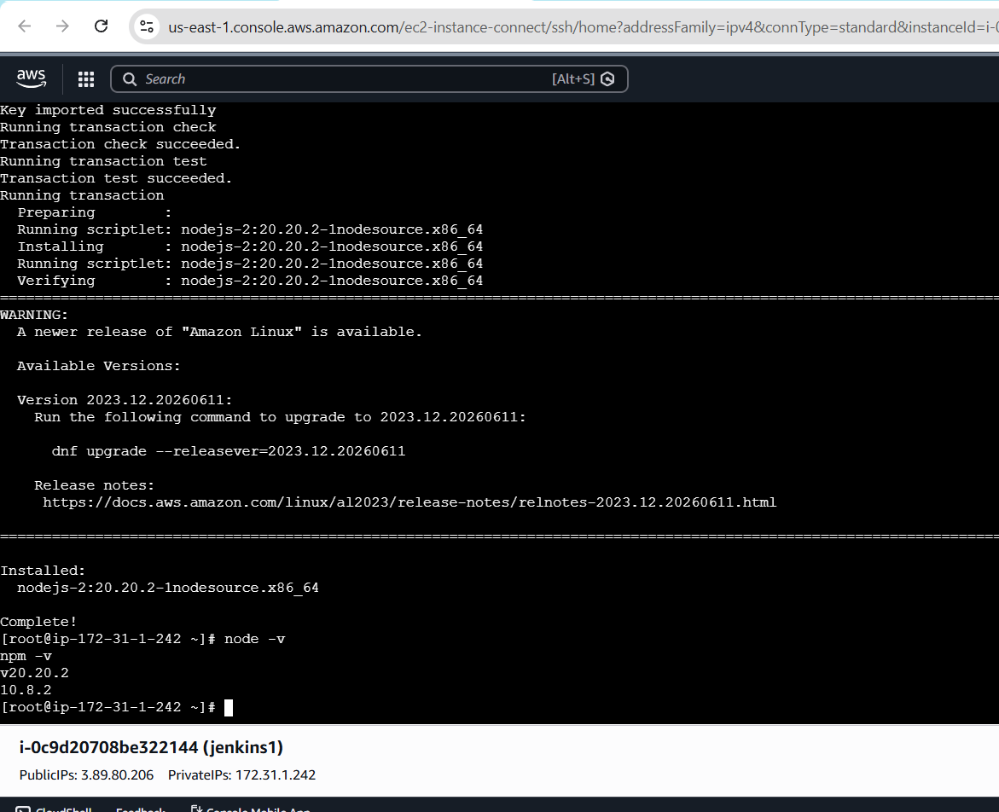 us-east-1.console.aws.amazon.com/ec2-instance-connect/ssh/home?addressFamily=ipv4&connType=standard&instanceId=i-
aws
Search [Alt+S]
Key imported successfully
Running transaction check
Transaction check succeeded.
Running transaction test
Transaction test succeeded.
Running transaction
  Preparing        :
  Running scriptlet: nodejs-2:20.20.2-1nodesource.x86_64
  Installing       : nodejs-2:20.20.2-1nodesource.x86_64
  Running scriptlet: nodejs-2:20.20.2-1nodesource.x86_64
  Verifying        : nodejs-2:20.20.2-1nodesource.x86_64
=====================================================================================================================
WARNING:
  A newer release of "Amazon Linux" is available.
  Available Versions:
  Version 2023.12.20260611:
    Run the following command to upgrade to 2023.12.20260611:
      dnf upgrade --releasever=2023.12.20260611
    Release notes:
     https://docs.aws.amazon.com/linux/al2023/release-notes/relnotes-2023.12.20260611.html
=====================================================================================================================
Installed:
  nodejs-2:20.20.2-1nodesource.x86_64
Complete!
[root@ip-172-31-1-242 ~]# node -v
npm -v
v20.20.2
10.8.2
[root@ip-172-31-1-242 ~]#
i-0c9d20708be322144 (jenkins1)
PublicIPs: 3.89.80.206 PrivateIPs: 172.31.1.242
CloudShell Feedback Console Mobile App